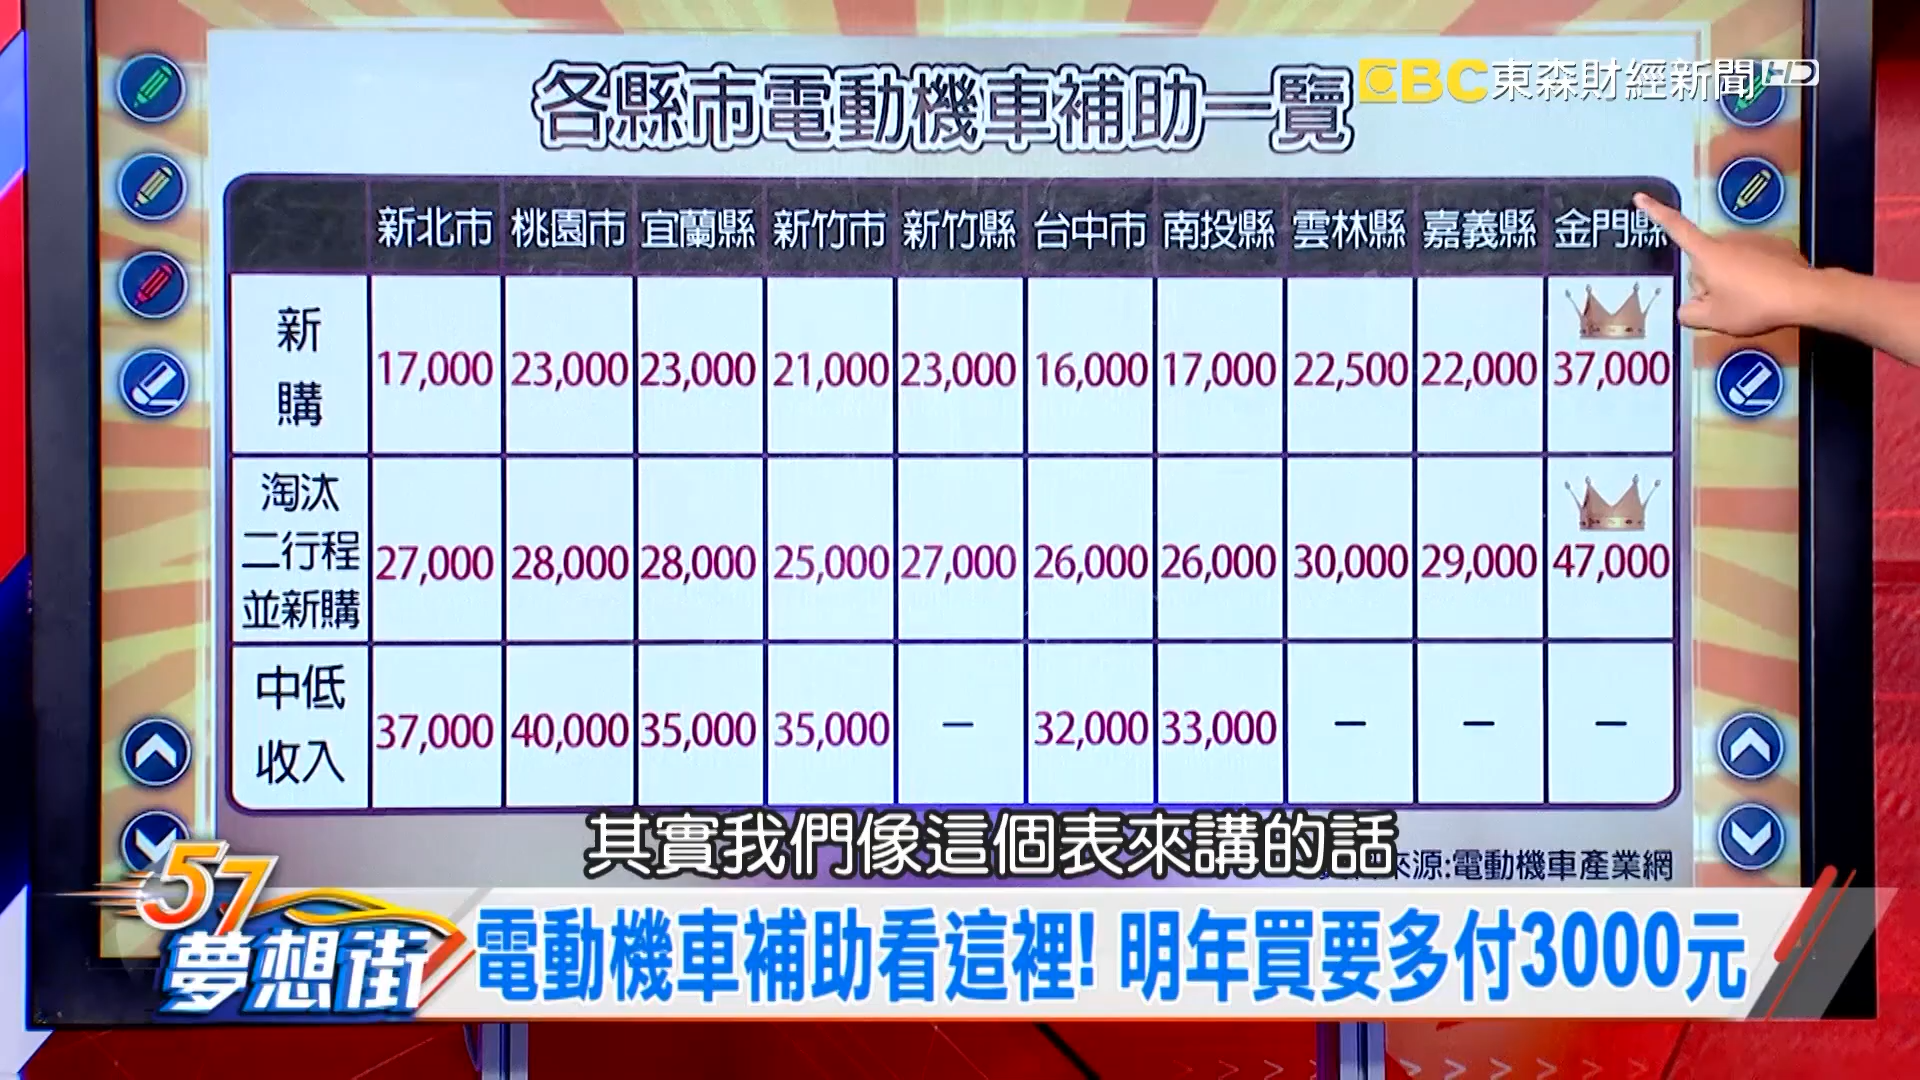 各縣市電動機車補助一覽
EBC 東森財經新聞 HD
新北市 桃園市 宜蘭縣 新竹市 新竹縣 台中市 南投縣 雲林縣 嘉義縣 金門縣
新購 17,000 23,000 23,000 21,000 23,000 16,000 17,000 22,500 22,000 37,000
淘汰
二行程 27,000 28,000 28,000 25,000 27,000 26,000 26,000 30,000 29,000 47,000
並新購
中低
收入 37,000 40,000 35,000 35,000 — 32,000 33,000 — — —
其實我們像這個表來講的話
來源:電動機車產業網
57
夢想街
電動機車補助看這裡! 明年買要多付3000元